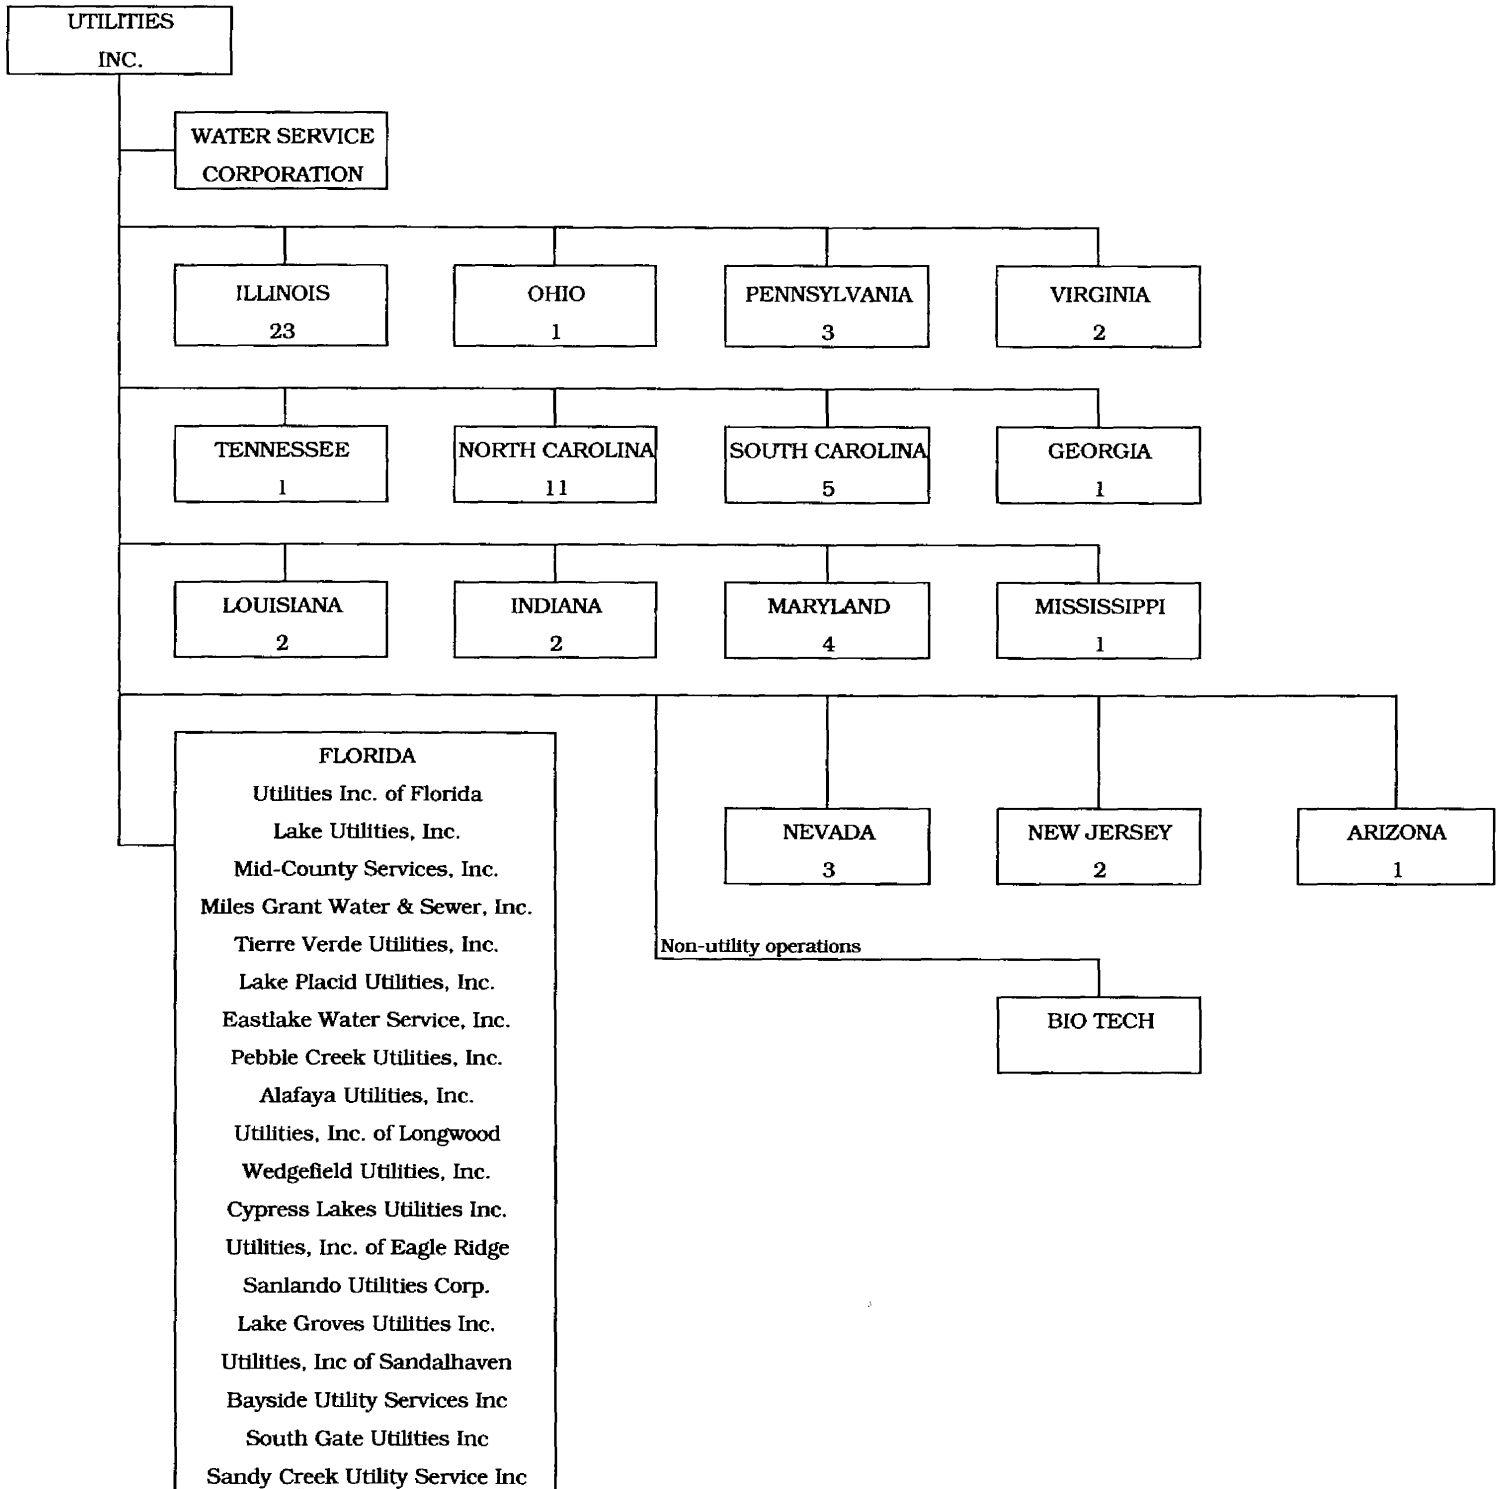 UTILITIES
INC.
WATER SERVICE
CORPORATION
ILLINOIS
23
OHIO
1
PENNSYLVANIA
3
VIRGINIA
2
TENNESSEE
1
NORTH CAROLINA
11
SOUTH CAROLINA
5
GEORGIA
1
LOUISIANA
2
INDIANA
2
MARYLAND
4
MISSISSIPPI
1
FLORIDA
Utilities Inc. of Florida
Lake Utilities, Inc.
Mid-County Services, Inc.
Miles Grant Water & Sewer, Inc.
Tierre Verde Utilities, Inc.
Lake Placid Utilities, Inc.
Eastlake Water Service, Inc.
Pebble Creek Utilities, Inc.
Alafaya Utilities, Inc.
Utilities, Inc. of Longwood
Wedgefield Utilities, Inc.
Cypress Lakes Utilities Inc.
Utilities, Inc. of Eagle Ridge
Sanlando Utilities Corp.
Lake Groves Utilities Inc.
Utilities, Inc of Sandalhaven
Bayside Utility Services Inc
South Gate Utilities Inc
Sandy Creek Utility Service Inc
NEVADA
3
NEW JERSEY
2
ARIZONA
1
Non-utility operations
BIO TECH